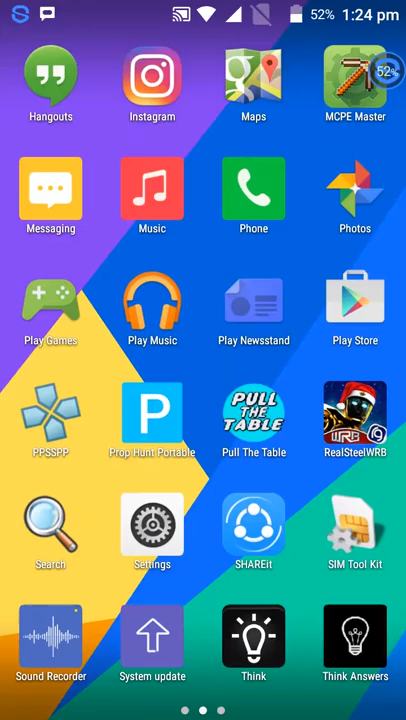 52% 1:24 pm
52%
Hangouts Instagram Maps MCPE Master
Messaging Music Phone Photos
Play Games Play Music Play Newsstand Play Store
P
PULL
THE
TABLE
WRB
PPSSPP Prop Hunt Portable Pull The Table RealSteelWRB
Search Settings SHAREit SIM Tool Kit
Sound Recorder System update Think Think Answers